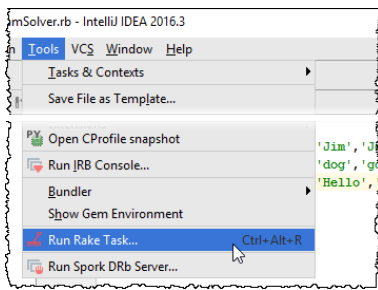 mSolver.rb - IntelliJ IDEA 2016.3
Tools VCS Window Help
Tasks & Contexts
Save File as Template...
Open CProfile snapshot
'Jim','J
Run IRB Console...
'dog','g
Bundler
'Hello','
Show Gem Environment
Run Rake Task... Ctrl+Alt+R
Run Spork DRb Server...